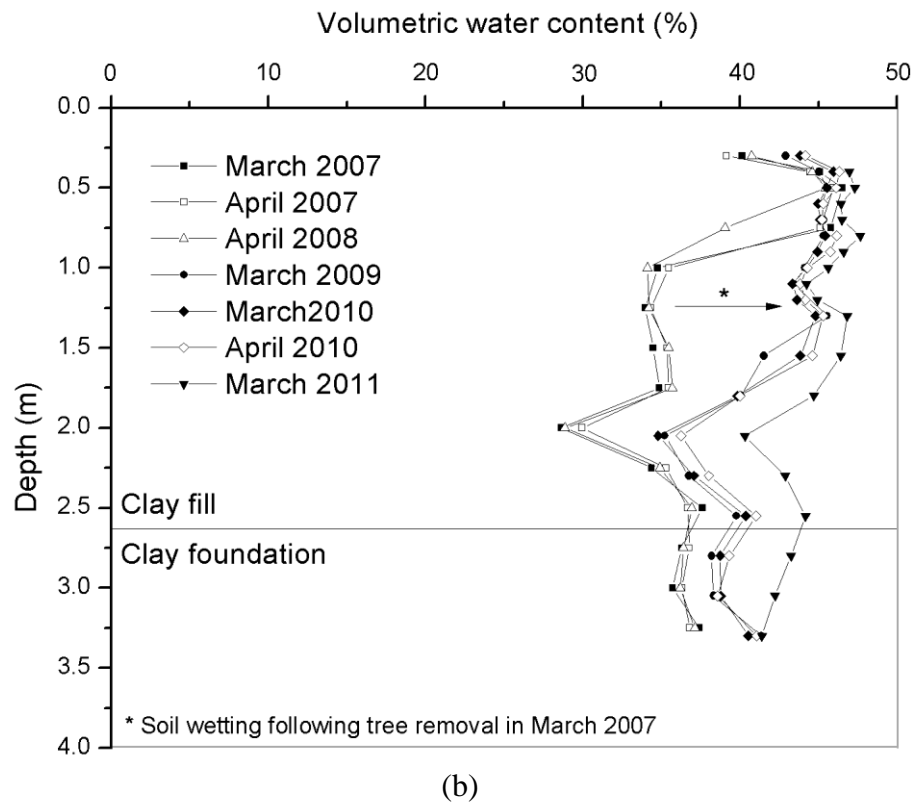 Volumetric water content (%)
0 10 20 30 40 50
0.0
0.5
1.0
1.5
2.0
2.5
3.0
3.5
4.0
Depth (m)
March 2007
April 2007
April 2008
March 2009
March2010
April 2010
March 2011
*
Clay fill
Clay foundation
* Soil wetting following tree removal in March 2007
(b)